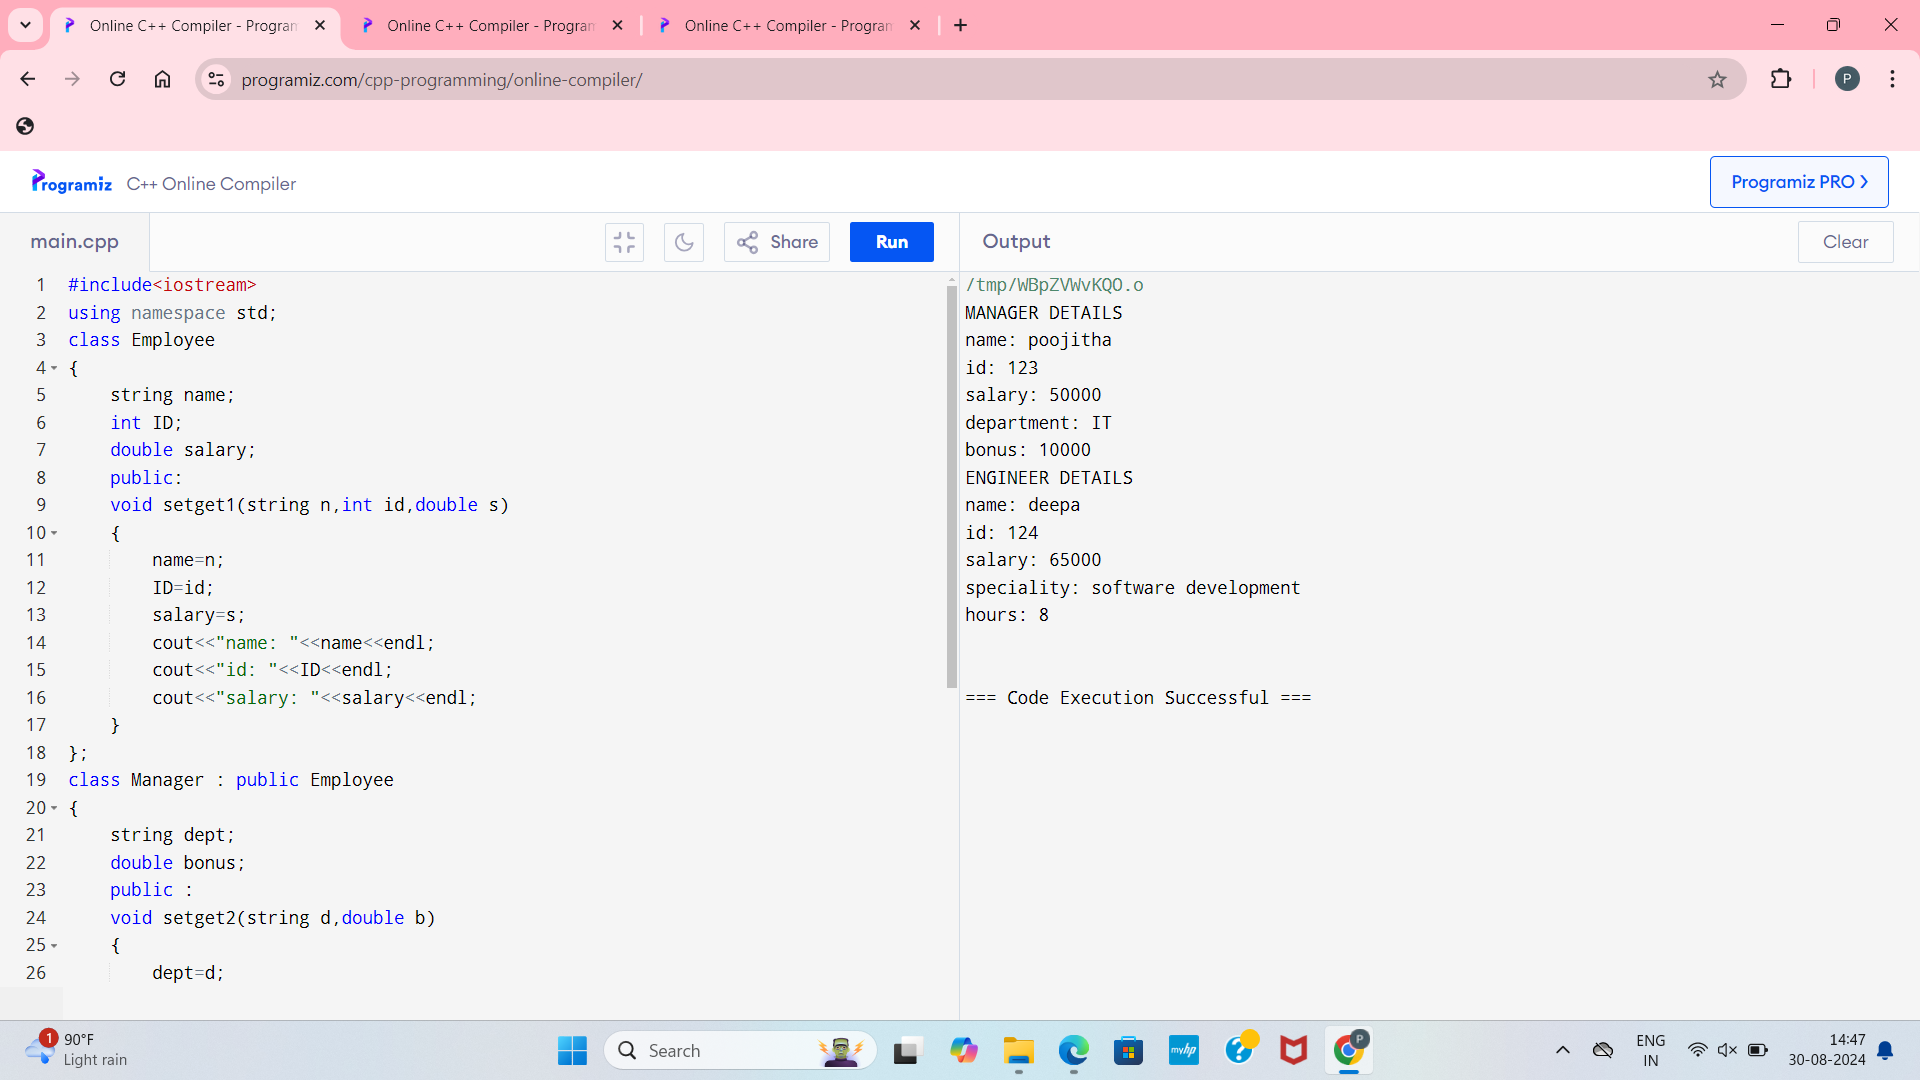 Online C++ Compiler - Program
Online C++ Compiler - Program
Online C++ Compiler - Program
programiz.com/cpp-programming/online-compiler/
P
Programiz
C++ Online Compiler
Programiz PRO
main.cpp
Share
Run
Output
Clear
1 #include<iostream>
2 using namespace std;
3 class Employee
4 {
5 string name;
6 int ID;
7 double salary;
8 public:
9 void setget1(string n,int id,double s)
10 {
11 name=n;
12 ID=id;
13 salary=s;
14 cout<<"name: "<<name<<endl;
15 cout<<"id: "<<ID<<endl;
16 cout<<"salary: "<<salary<<endl;
17 }
18 };
19 class Manager : public Employee
20 {
21 string dept;
22 double bonus;
23 public :
24 void setget2(string d,double b)
25 {
26 dept=d;
/tmp/WBpZVWvKQO.o
MANAGER DETAILS
name: poojitha
id: 123
salary: 50000
department: IT
bonus: 10000
ENGINEER DETAILS
name: deepa
id: 124
salary: 65000
speciality: software development
hours: 8
=== Code Execution Successful ===
1
90°F
Light rain
Search
myhp
P
ENG
IN
14:47
30-08-2024